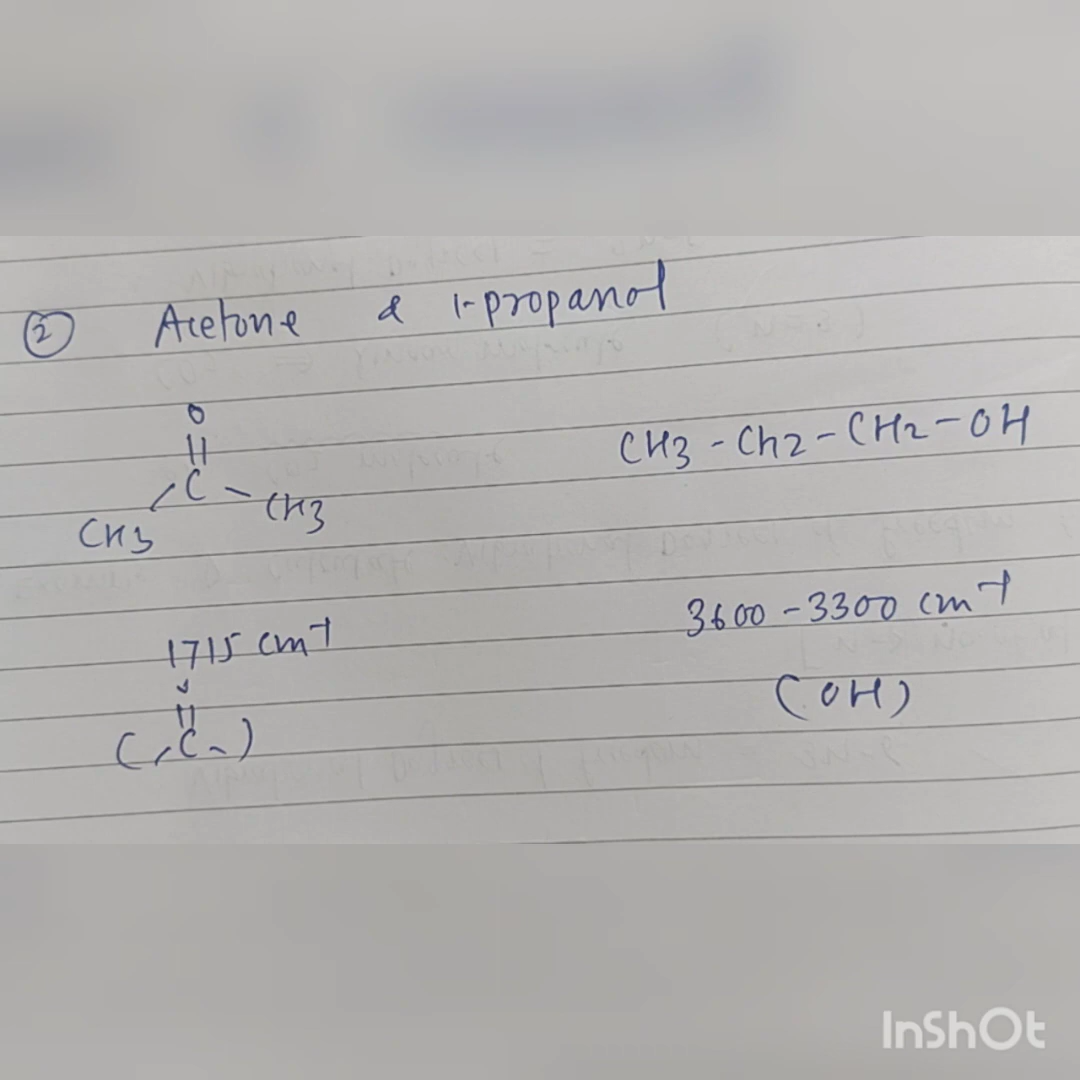 ② Acetone & 1-propanol
O
||
C
CH3 CH3
CH3 - Ch2 - CH2 - OH
1715 cm-1
||
( C )
3600 - 3300 cm-1
(OH)
InShOt